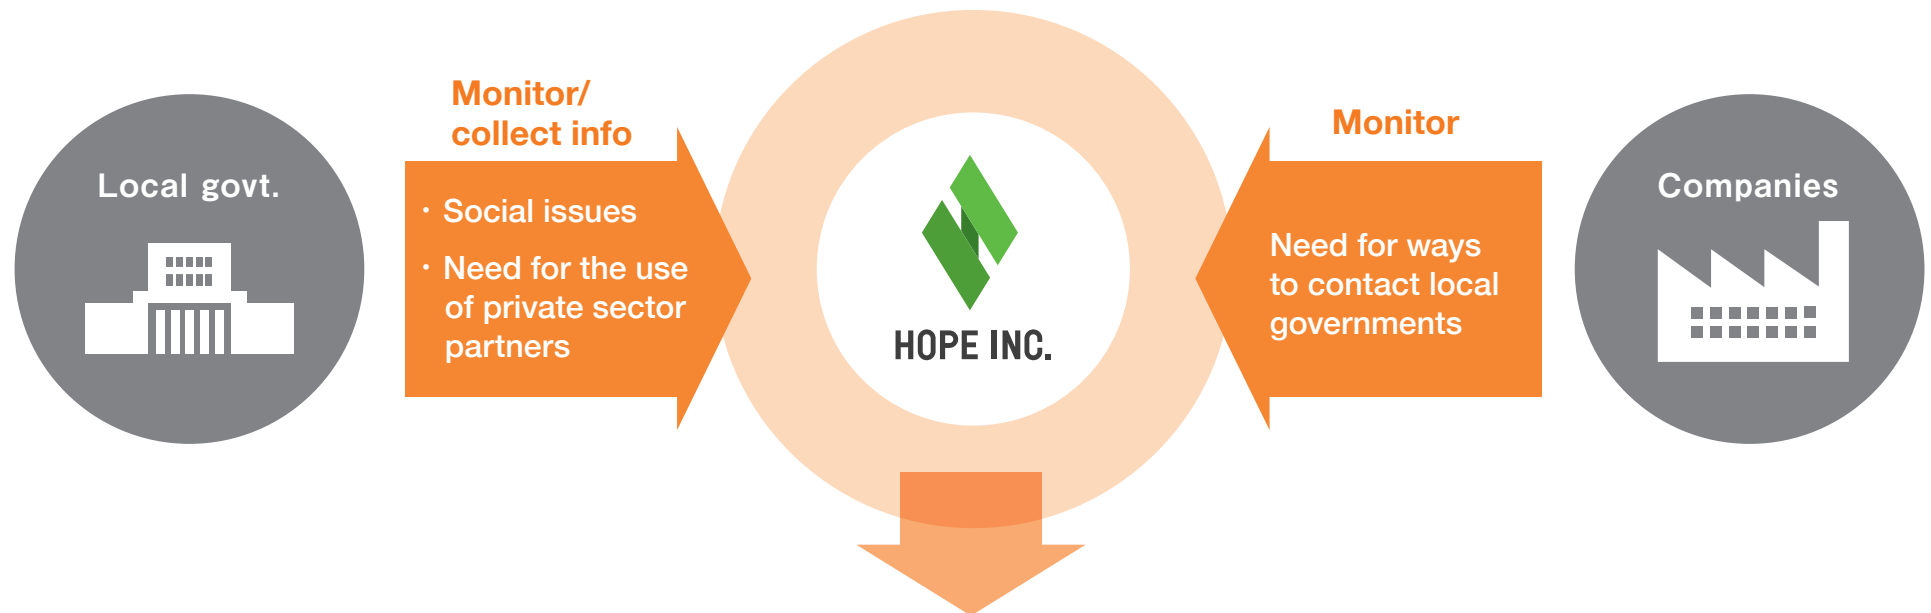 Local govt.
Monitor/
collect info
・Social issues
・Need for the use
of private sector
partners
HOPE INC.
Monitor
Need for ways
to contact local
governments
Companies